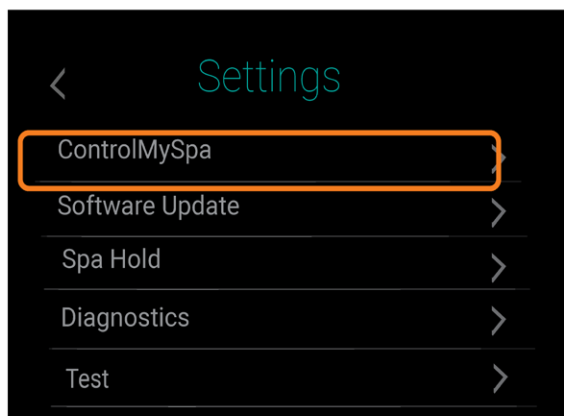 Settings
ControlMySpa
Software Update
Spa Hold
Diagnostics
Test